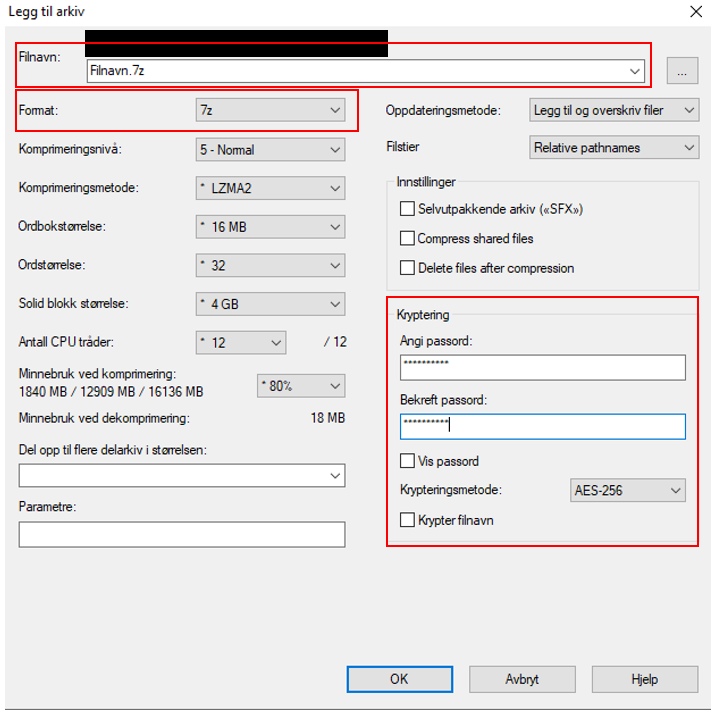 Legg til arkiv
Filnavn:
Filnavn.7z
...
Format: 7z
Oppdateringsmetode: Legg til og overskriv filer
Komprimeringsnivå: 5 - Normal
Filstier Relative pathnames
Komprimeringsmetode: * LZMA2
Innstillinger
Ordbokstørrelse: * 16 MB
Selvutpakkende arkiv («SFX»)
Compress shared files
Ordstørrelse: * 32
Delete files after compression
Solid blokk størrelse: * 4 GB
Kryptering
Antall CPU tråder: * 12 / 12
Angi passord:
**********
Minnebruk ved komprimering:
1840 MB / 12909 MB / 16136 MB
* 80%
Bekreft passord:
**********
Minnebruk ved dekomprimering: 18 MB
Del opp til flere delarkiv i størrelsen:
Vis passord
Krypteringsmetode: AES-256
Parametre:
Krypter filnavn
OK
Avbryt
Hjelp